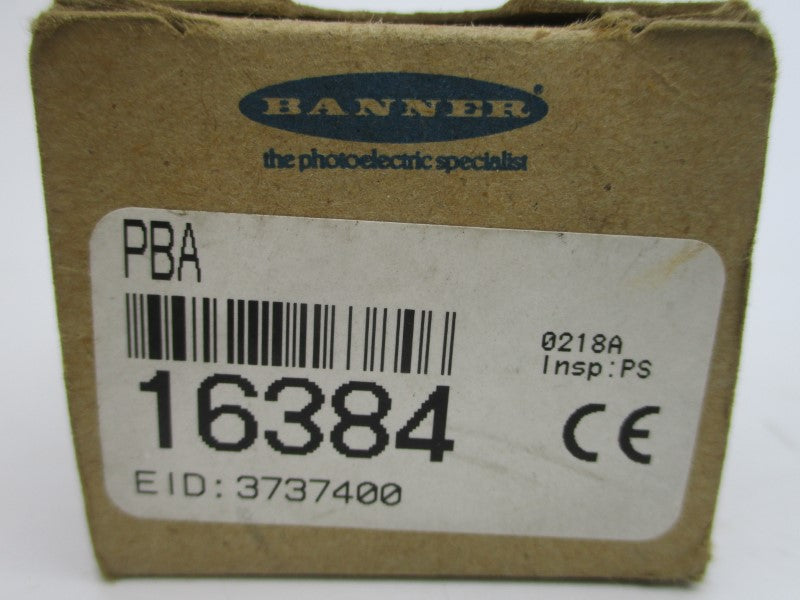 BANNER®
the photoelectric specialist
PBA
0218A
Insp:PS
16384
CE
EID: 3737400